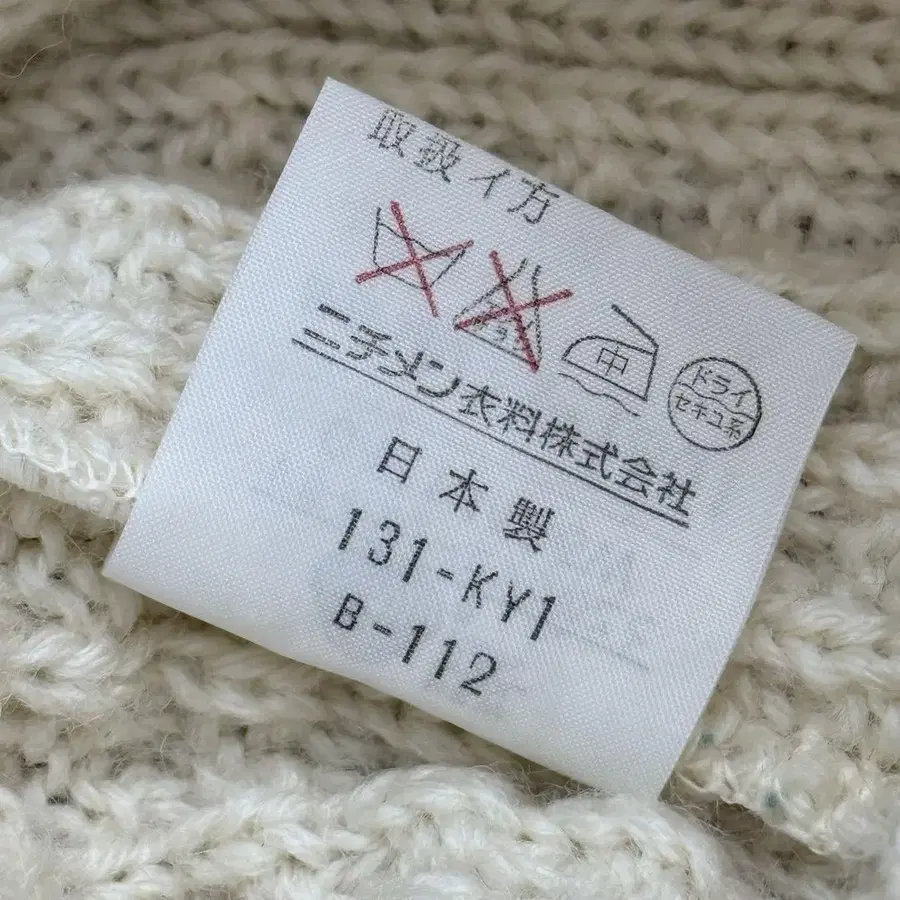 取扱イ方
中
ドライ
セキユ系
ニチメン衣料株式会社
日本製
131-KY1
B-112